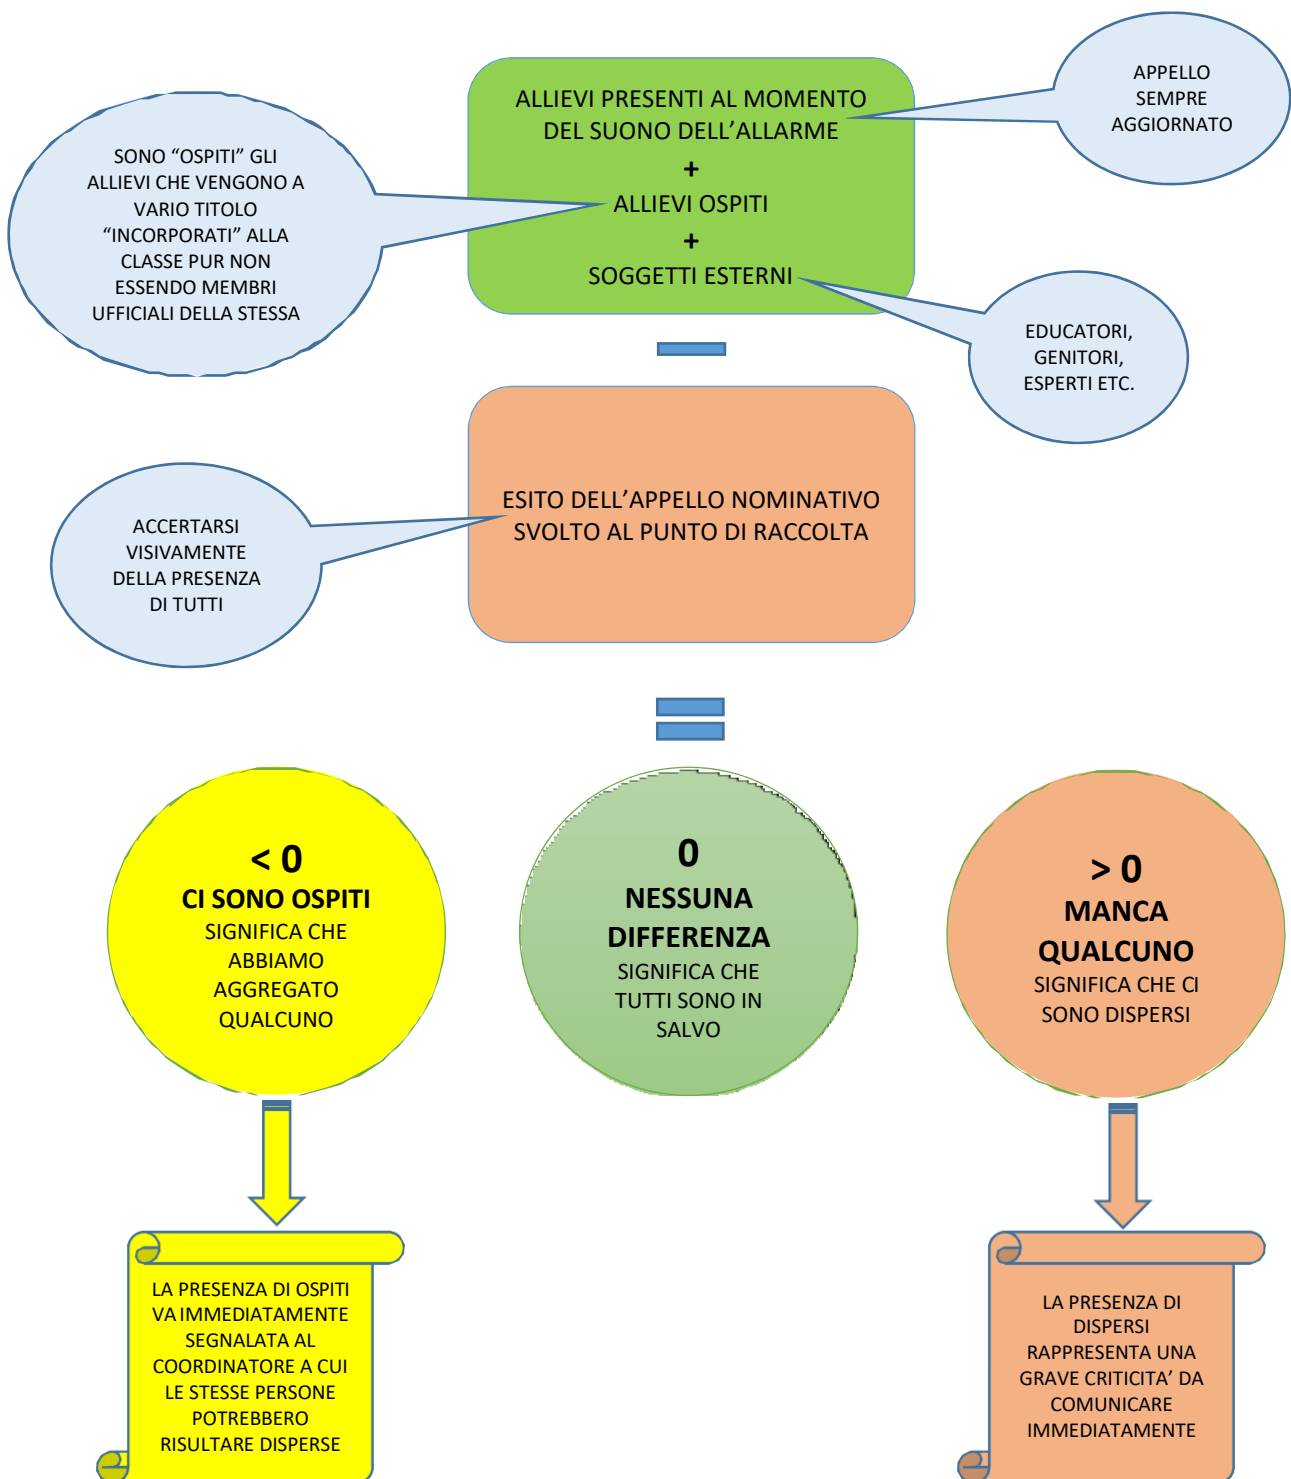 ALLIEVI PRESENTI AL MOMENTO
DEL SUONO DELL’ALLARME
+
ALLIEVI OSPITI
+
SOGGETTI ESTERNI
APPELLO
SEMPRE
AGGIORNATO
SONO “OSPITI” GLI
ALLIEVI CHE VENGONO A
VARIO TITOLO
“INCORPORATI” ALLA
CLASSE PUR NON
ESSENDO MEMBRI
UFFICIALI DELLA STESSA
EDUCATORI,
GENITORI,
ESPERTI ETC.
ESITO DELL’APPELLO NOMINATIVO
SVOLTO AL PUNTO DI RACCOLTA
ACCERTARSI
VISIVAMENTE
DELLA PRESENZA
DI TUTTI
< 0
CI SONO OSPITI
SIGNIFICA CHE
ABBIAMO
AGGREGATO
QUALCUNO
0
NESSUNA
DIFFERENZA
SIGNIFICA CHE
TUTTI SONO IN
SALVO
> 0
MANCA
QUALCUNO
SIGNIFICA CHE CI
SONO DISPERSI
LA PRESENZA DI OSPITI
VA IMMEDIATAMENTE
SEGNALATA AL
COORDINATORE A CUI
LE STESSE PERSONE
POTREBBERO
RISULTARE DISPERSE
LA PRESENZA DI
DISPERSI
RAPPRESENTA UNA
GRAVE CRITICITA’ DA
COMUNICARE
IMMEDIATAMENTE